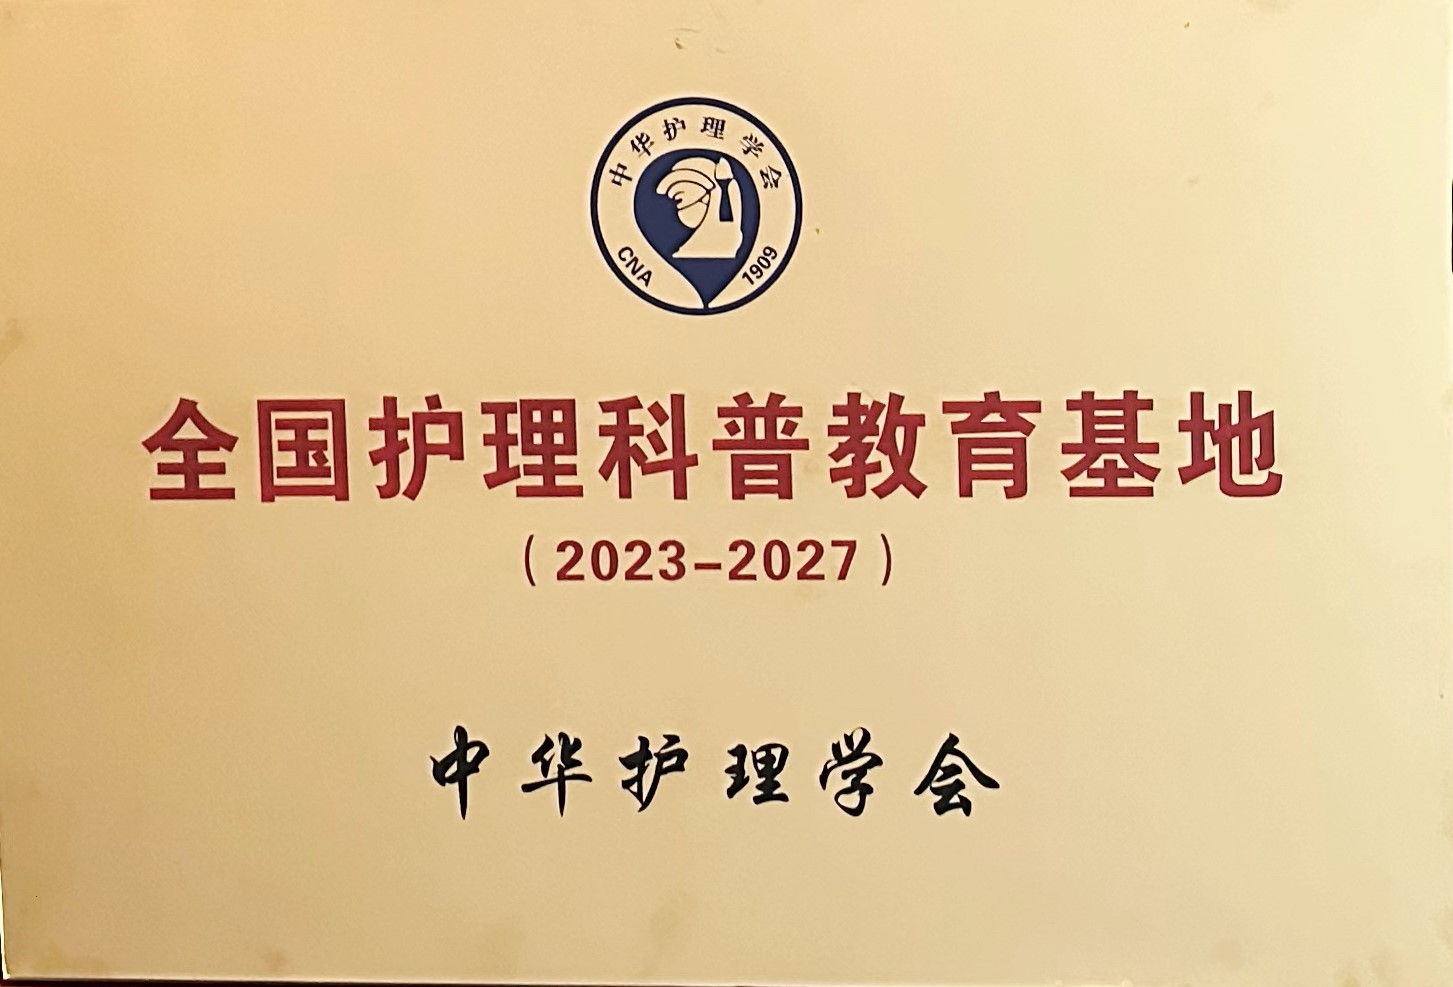 中华护理学会
CNA 1909
全国护理科普教育基地
（2023-2027）
中华护理学会